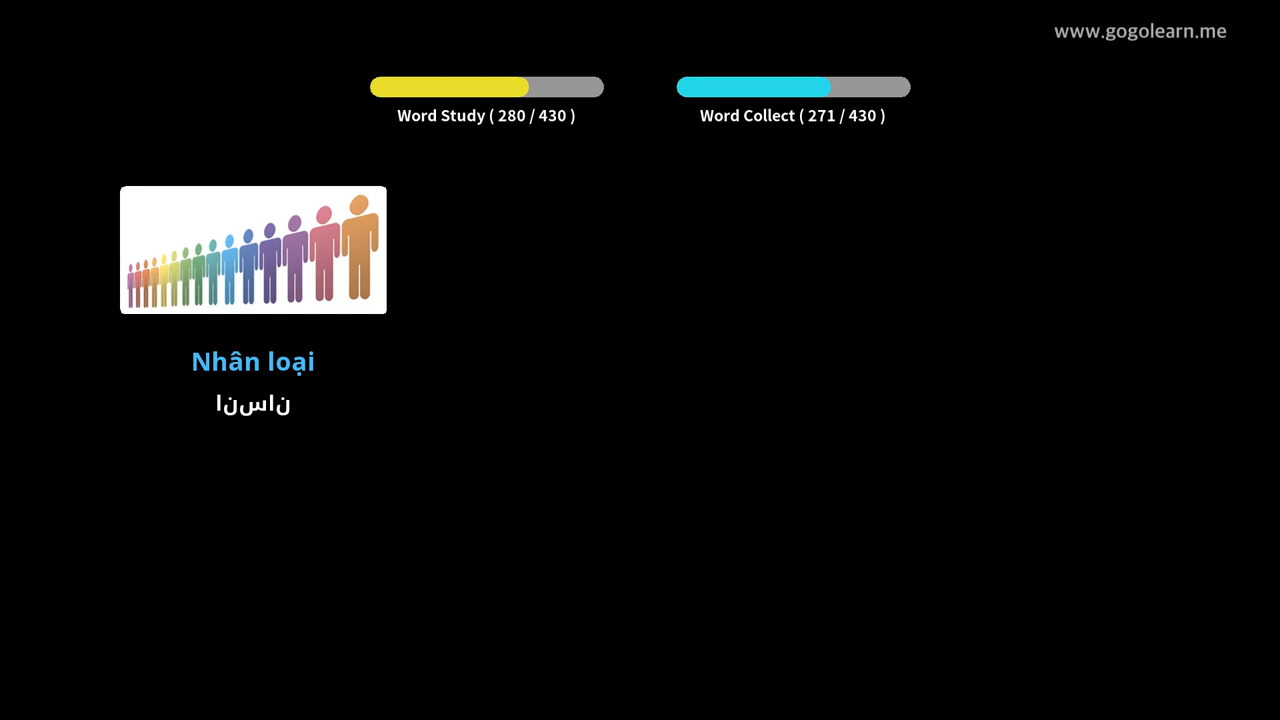 www.gogolearn.me
Word Study ( 280 / 430 )
Word Collect ( 271 / 430 )
Nhân loại
انسان